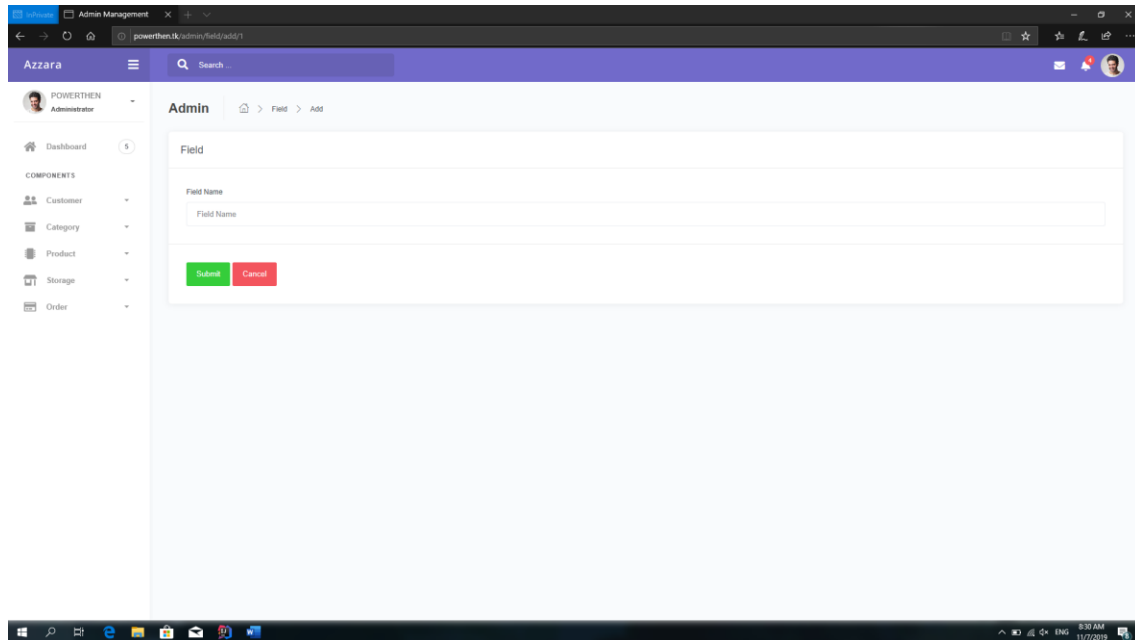 InPrivate Admin Management
powerthen.tk/admin/field/add/1
Azzara Search ... 4
POWERTHEN
Administrator
Admin > Field > Add
Dashboard 5
Field
COMPONENTS
Customer
Field Name
Field Name
Category
Product
Submit Cancel
Storage
Order
ENG 8:30 AM
11/7/2019